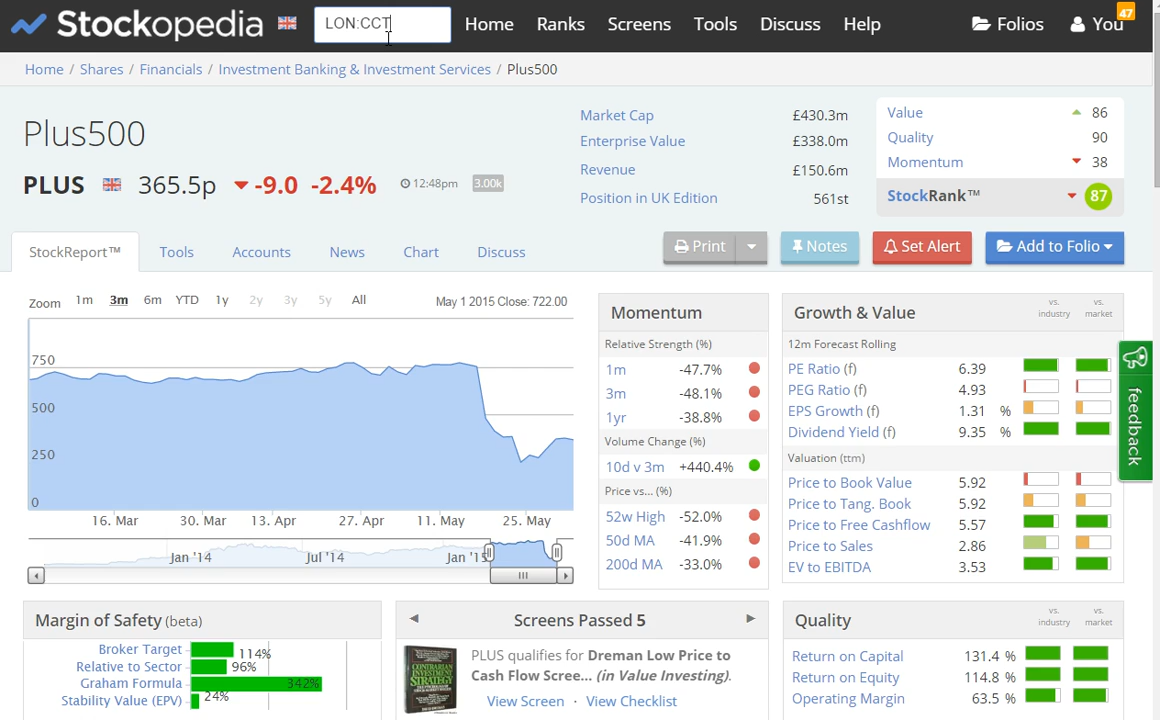 Stockopedia
LON:CCT
Home Ranks Screens Tools Discuss Help
Folios You 47
Home / Shares / Financials / Investment Banking & Investment Services / Plus500
Plus500
PLUS 365.5p -9.0 -2.4% 12:48pm 3.00k
Market Cap £430.3m
Enterprise Value £338.0m
Revenue £150.6m
Position in UK Edition 561st
Value 86
Quality 90
Momentum 38
StockRank™ 87
StockReport™ Tools Accounts News Chart Discuss
Print Notes Set Alert Add to Folio
Zoom 1m 3m 6m YTD 1y 2y 3y 5y All May 1 2015 Close: 722.00
750
500
250
0
16. Mar 30. Mar 13. Apr 27. Apr 11. May 25. May
Jan '14 Jul '14 Jan '15
Momentum
Relative Strength (%)
1m -47.7%
3m -48.1%
1yr -38.8%
Volume Change (%)
10d v 3m +440.4%
Price vs... (%)
52w High -52.0%
50d MA -41.9%
200d MA -33.0%
Growth & Value vs. industry vs. market
12m Forecast Rolling
PE Ratio (f) 6.39
PEG Ratio (f) 4.93
EPS Growth (f) 1.31 %
Dividend Yield (f) 9.35 %
Valuation (ttm)
Price to Book Value 5.92
Price to Tang. Book 5.92
Price to Free Cashflow 5.57
Price to Sales 2.86
EV to EBITDA 3.53
feedback
Margin of Safety (beta)
Broker Target 114%
Relative to Sector 96%
Graham Formula 342%
Stability Value (EPV) 24%
Screens Passed 5
CONTRARIAN INVESTMENT STRATEGY
PLUS qualifies for Dreman Low Price to
Cash Flow Scree... (in Value Investing).
View Screen · View Checklist
Quality vs. industry vs. market
Return on Capital 131.4 %
Return on Equity 114.8 %
Operating Margin 63.5 %